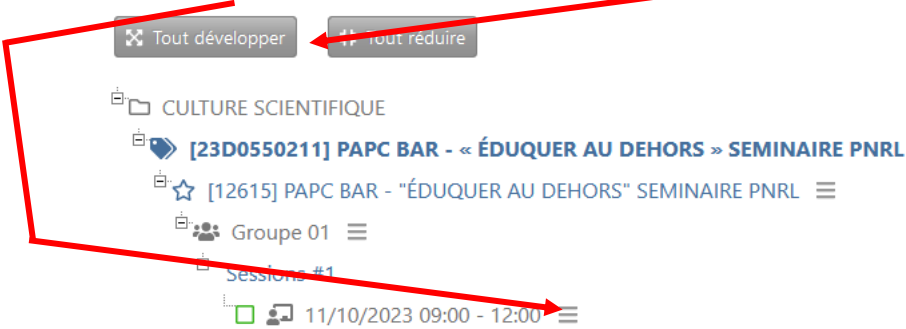 Tout développer Tout réduire
CULTURE SCIENTIFIQUE
[23D0550211] PAPC BAR - « ÉDUQUER AU DEHORS » SEMINAIRE PNRL
[12615] PAPC BAR - "ÉDUQUER AU DEHORS" SEMINAIRE PNRL
Groupe 01
Sessions #1
11/10/2023 09:00 - 12:00